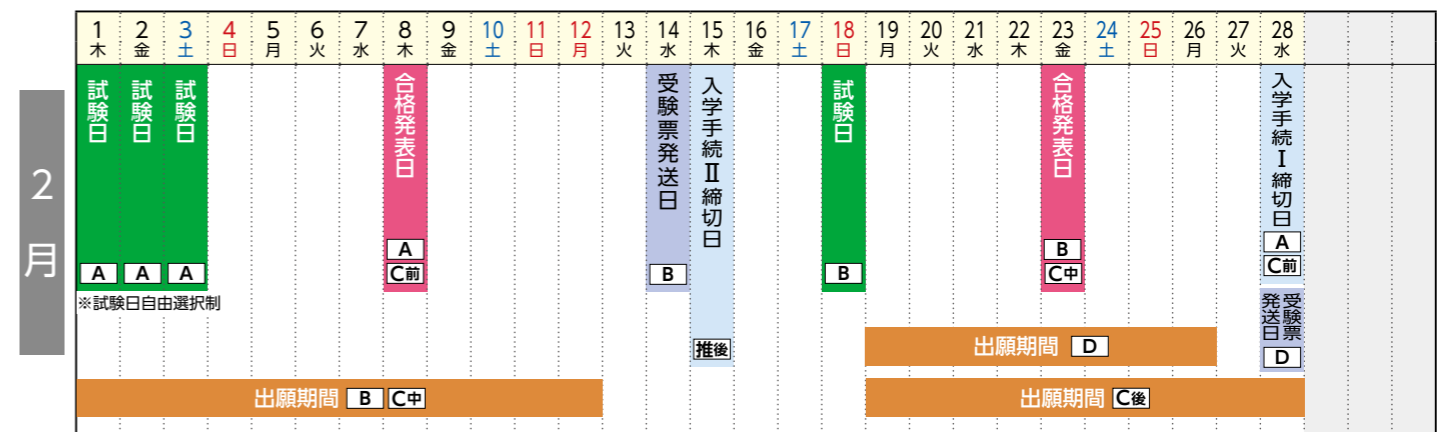 1 2 3 4 5 6 7 8 9 10 11 12 13 14 15 16 17 18 19 20 21 22 23 24 25 26 27 28
木 金 土 日 月 火 水 木 金 土 日 月 火 水 木 金 土 日 月 火 水 木 金 土 日 月 火 水
2月
試験日
A
試験日
A
試験日
A
※試験日自由選択制
合格発表日
A
C前
受験票発送日
B
入学手続Ⅱ締切日
推後
試験日
B
合格発表日
B
C中
入学手続Ⅰ締切日
A
C前
受験票
発送日
D
出願期間 D
出願期間 B C中
出願期間 C後